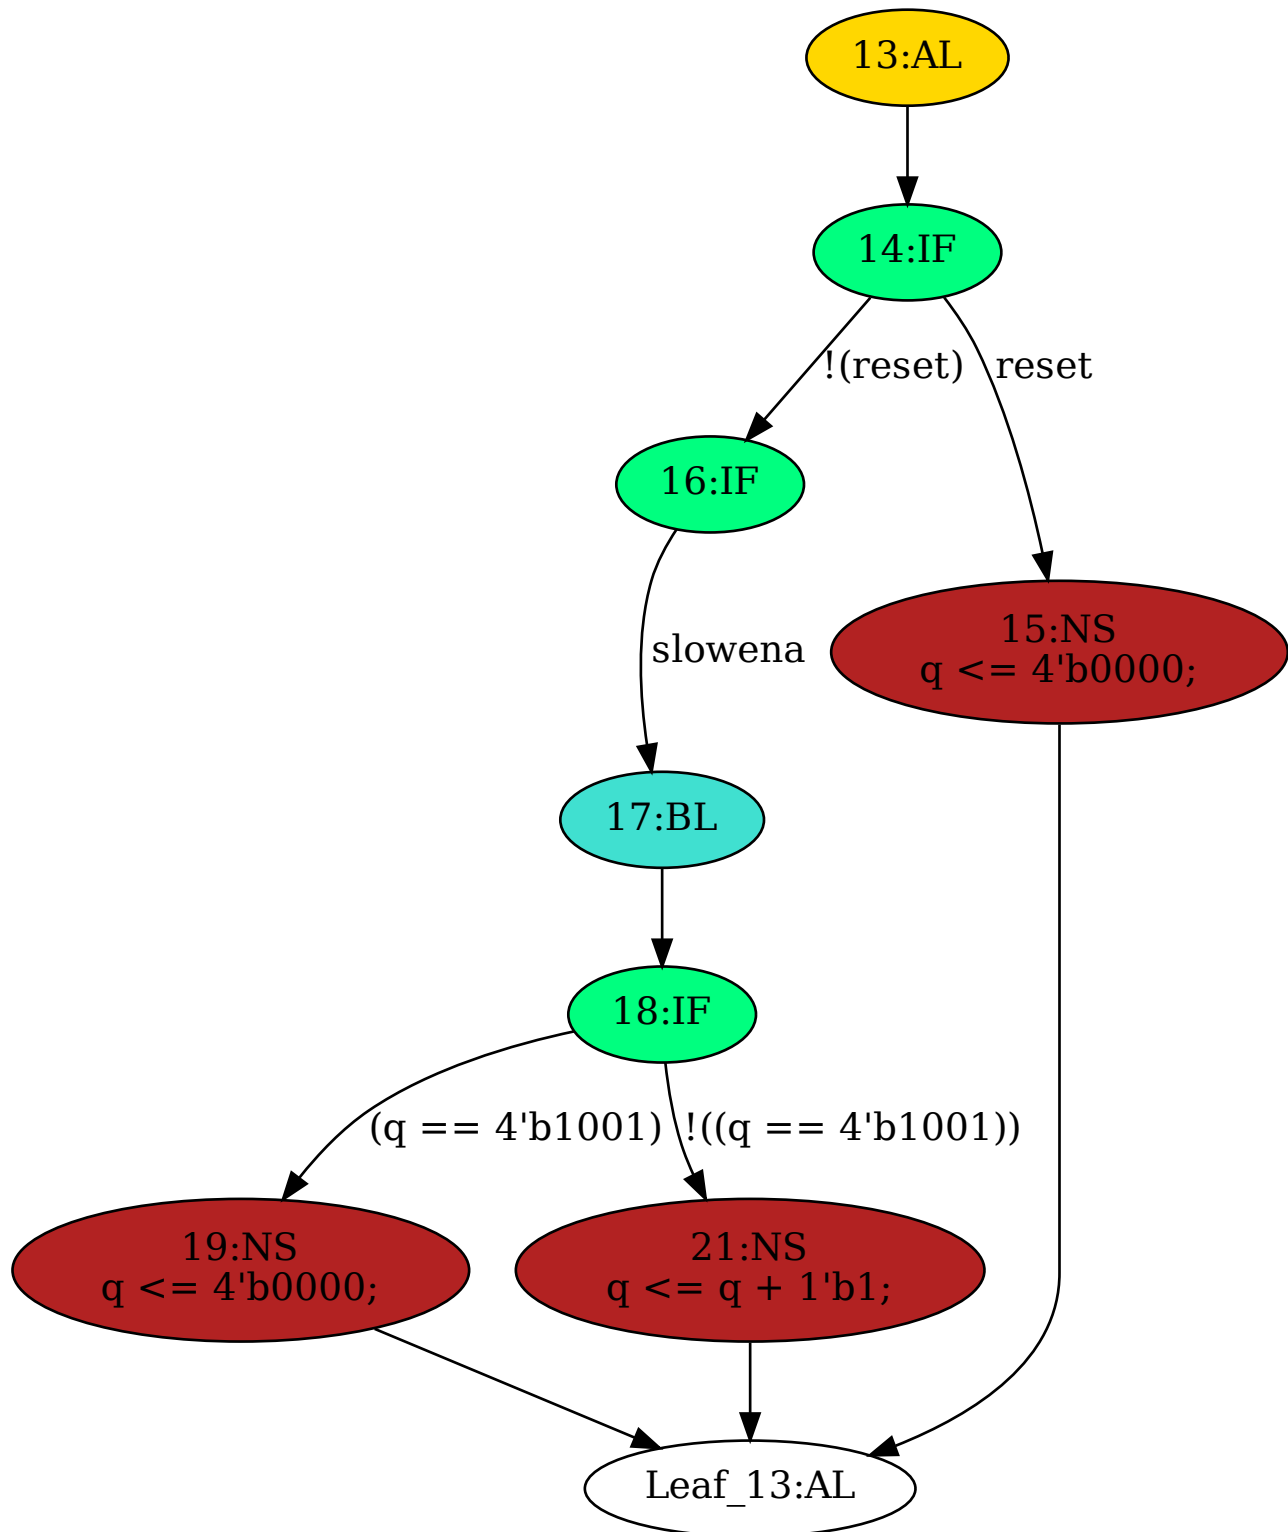 13:AL
14:IF
!(reset)
reset
16:IF
slowena
15:NS
q <= 4'b0000;
17:BL
18:IF
(q == 4'b1001)
!((q == 4'b1001))
19:NS
q <= 4'b0000;
21:NS
q <= q + 1'b1;
Leaf_13:AL